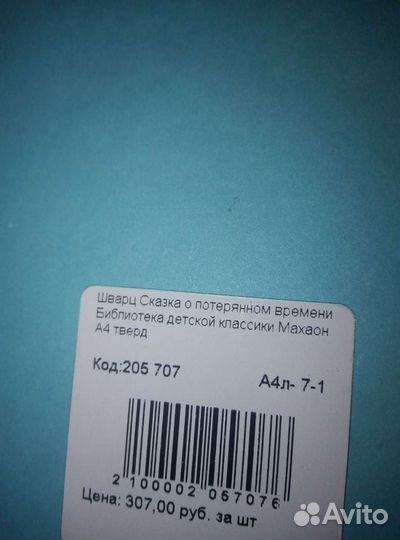 Шварц Сказка о потерянном времени
Библиотека детской классики Махаон
А4 тверд
Код:205 707
А4л- 7-1
2 100002 057076
Цена: 307,00 руб. за шт
Avito